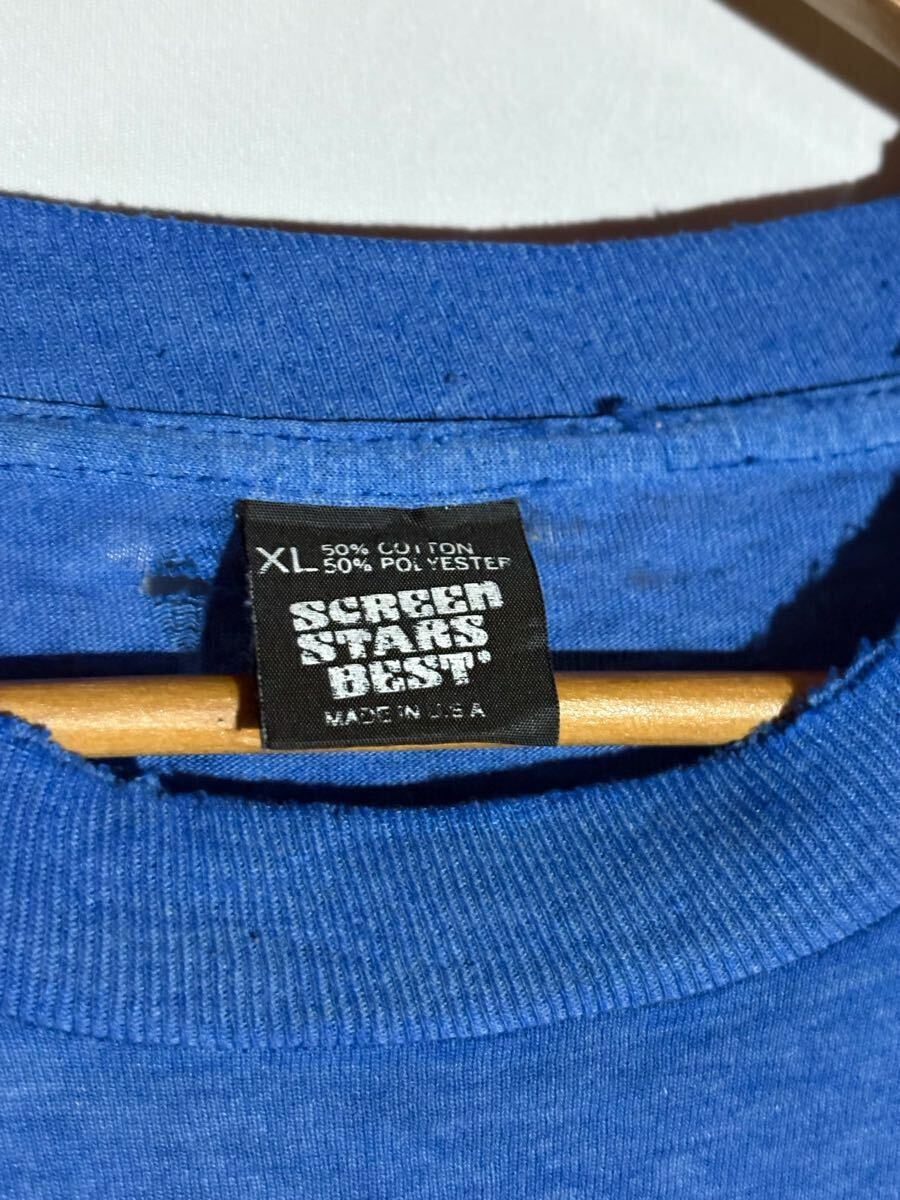 XL 50% COTTON
50% POLYESTER
SCREEN
STARS
BEST®
MADE IN U.S.A